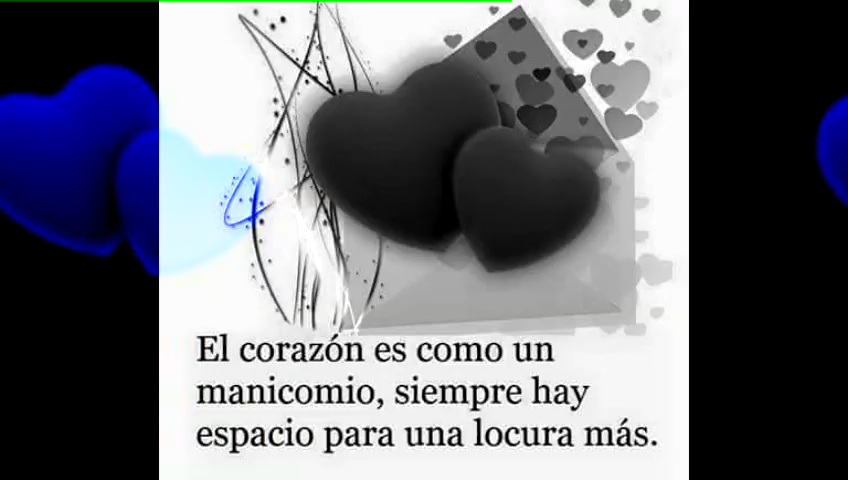 El corazón es como un
manicomio, siempre hay
espacio para una locura más.